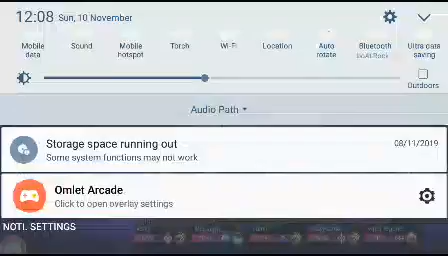 12:08 Sun, 10 November
Mobile data
Sound
Mobile hotspot
Torch
Wi-Fi
Location
Auto rotate
Bluetooth
Ultra data saving
Outdoors
Audio Path
Storage space running out 08/11/2019
Some system functions may not work
Omlet Arcade
Click to open overlay settings
NOTI. SETTINGS